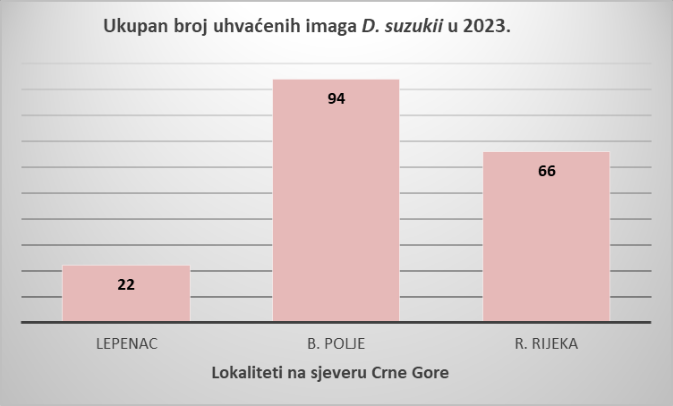 Ukupan broj uhvaćenih imaga D. suzukii u 2023.
94
66
22
LEPENAC B. POLJE R. RIJEKA
Lokaliteti na sjeveru Crne Gore